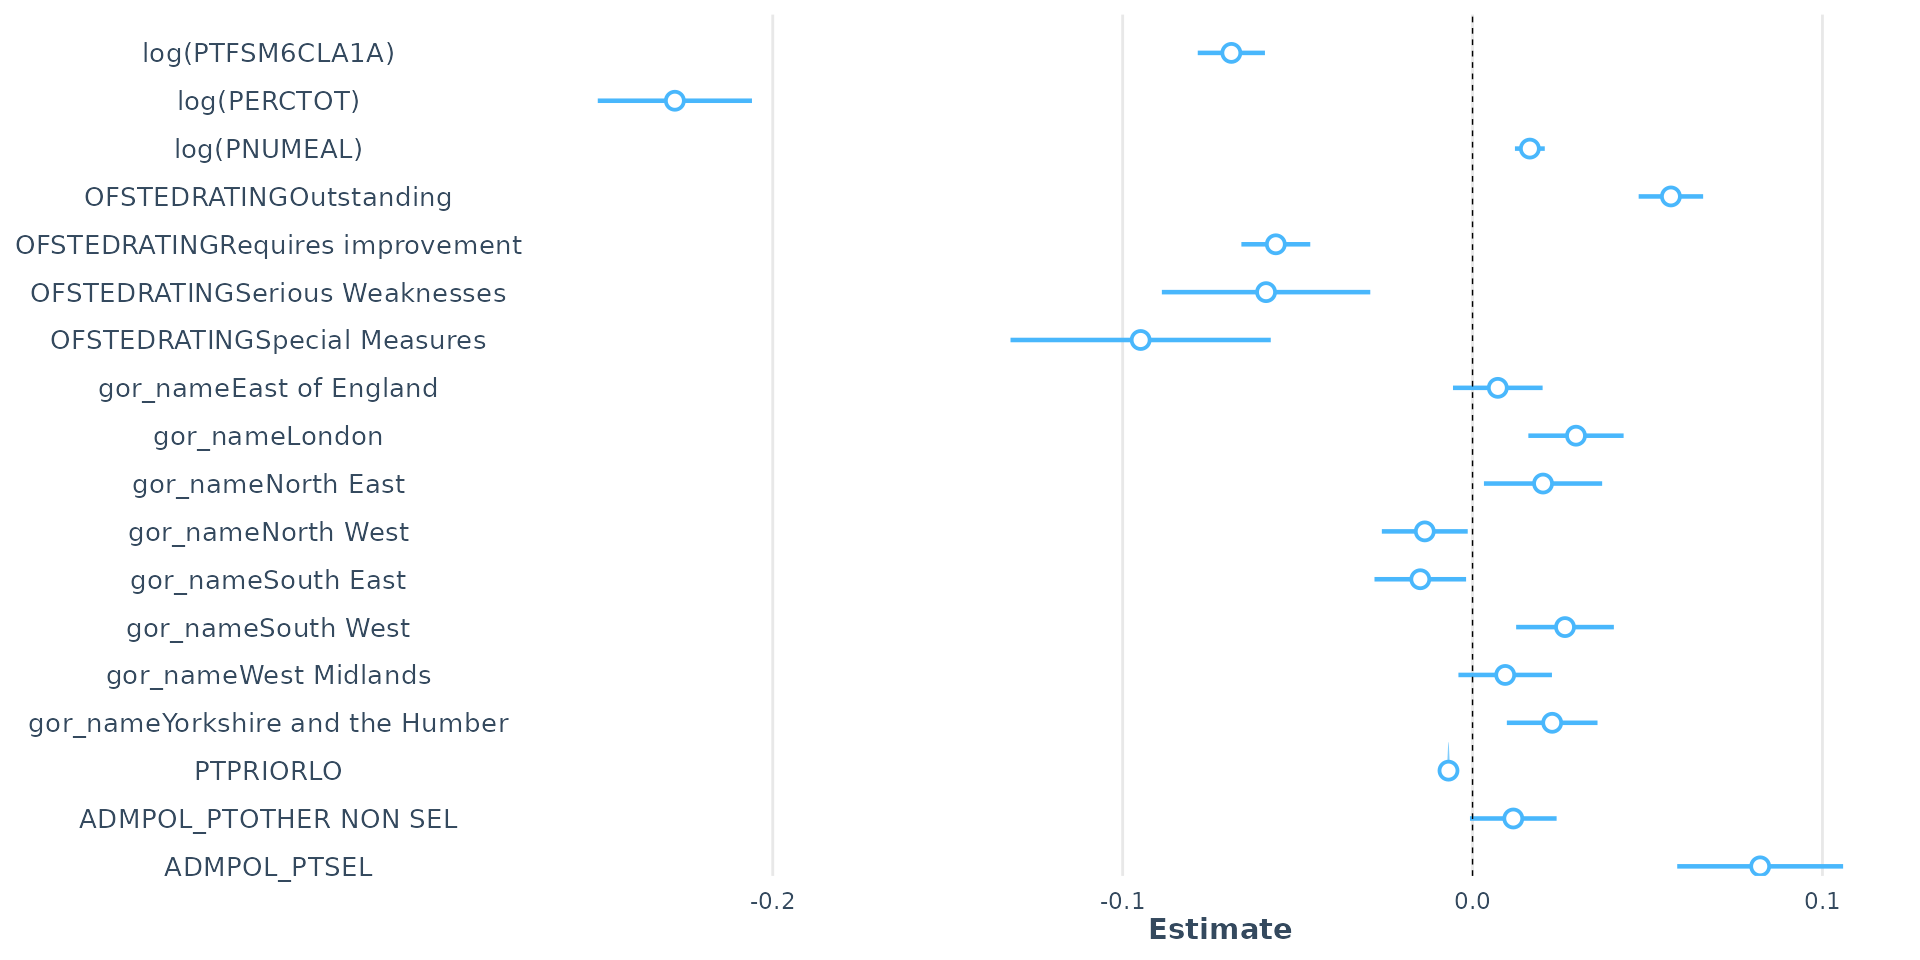 log(PTFSM6CLA1A)
log(PERCTOT)
log(PNUMEAL)
OFSTEDRATINGOutstanding
OFSTEDRATINGRequires improvement
OFSTEDRATINGSerious Weaknesses
OFSTEDRATINGSpecial Measures
gor_nameEast of England
gor_nameLondon
gor_nameNorth East
gor_nameNorth West
gor_nameSouth East
gor_nameSouth West
gor_nameWest Midlands
gor_nameYorkshire and the Humber
PTPRIORLO
ADMPOL_PTOTHER NON SEL
ADMPOL_PTSEL
-0.2 -0.1 0.0 0.1
Estimate